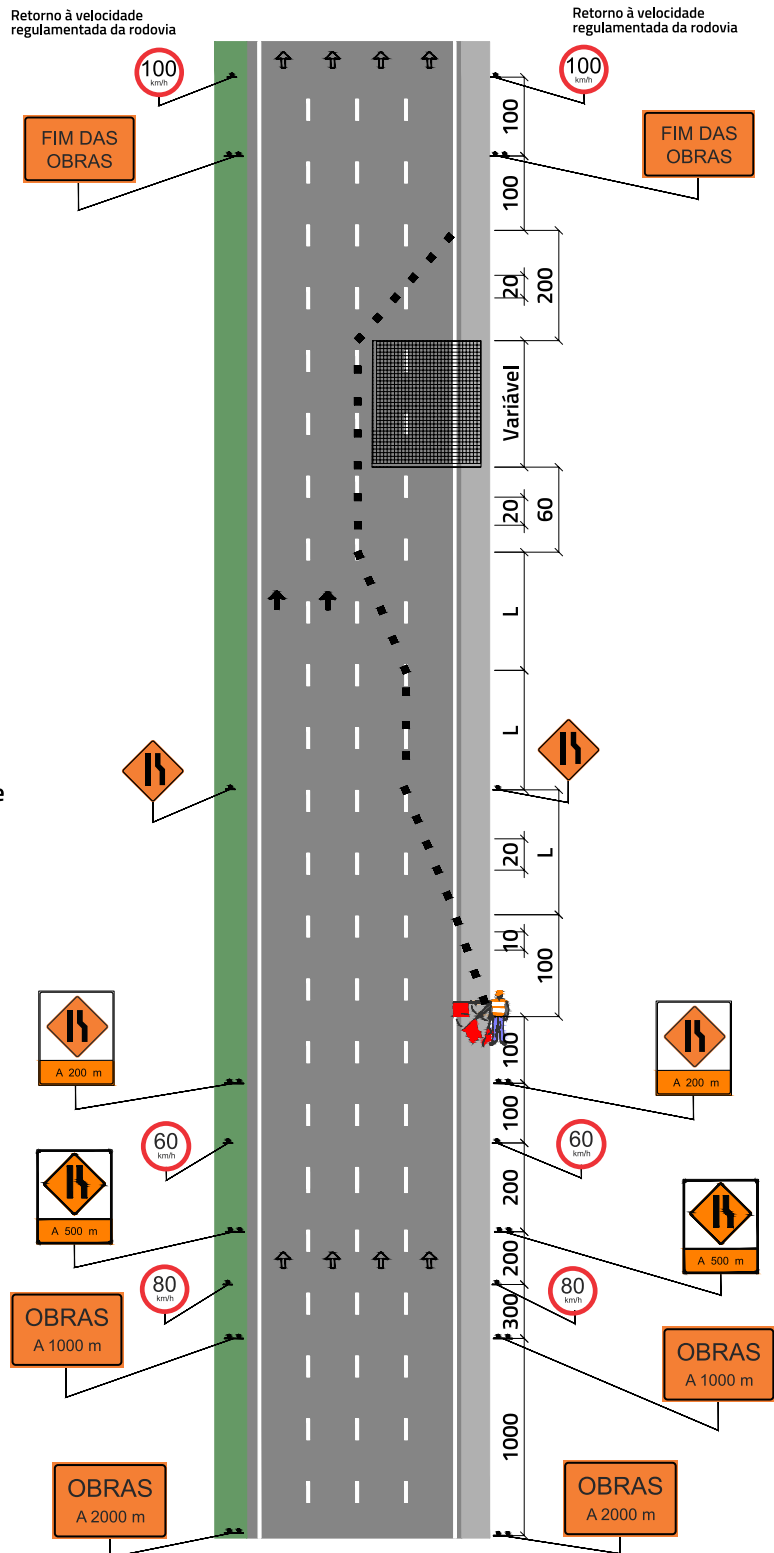 Retorno à velocidade
regulamentada da rodovia
Retorno à velocidade
regulamentada da rodovia
100
km/h
100
km/h
100
FIM DAS
OBRAS
FIM DAS
OBRAS
100
20
200
Variável
20
60
L
L
e
20
L
10
100
100
A 200 m
A 200 m
100
60
km/h
60
km/h
200
A 500 m
A 500 m
200
80
km/h
80
km/h
300
OBRAS
A 1000 m
OBRAS
A 1000 m
1000
OBRAS
A 2000 m
OBRAS
A 2000 m